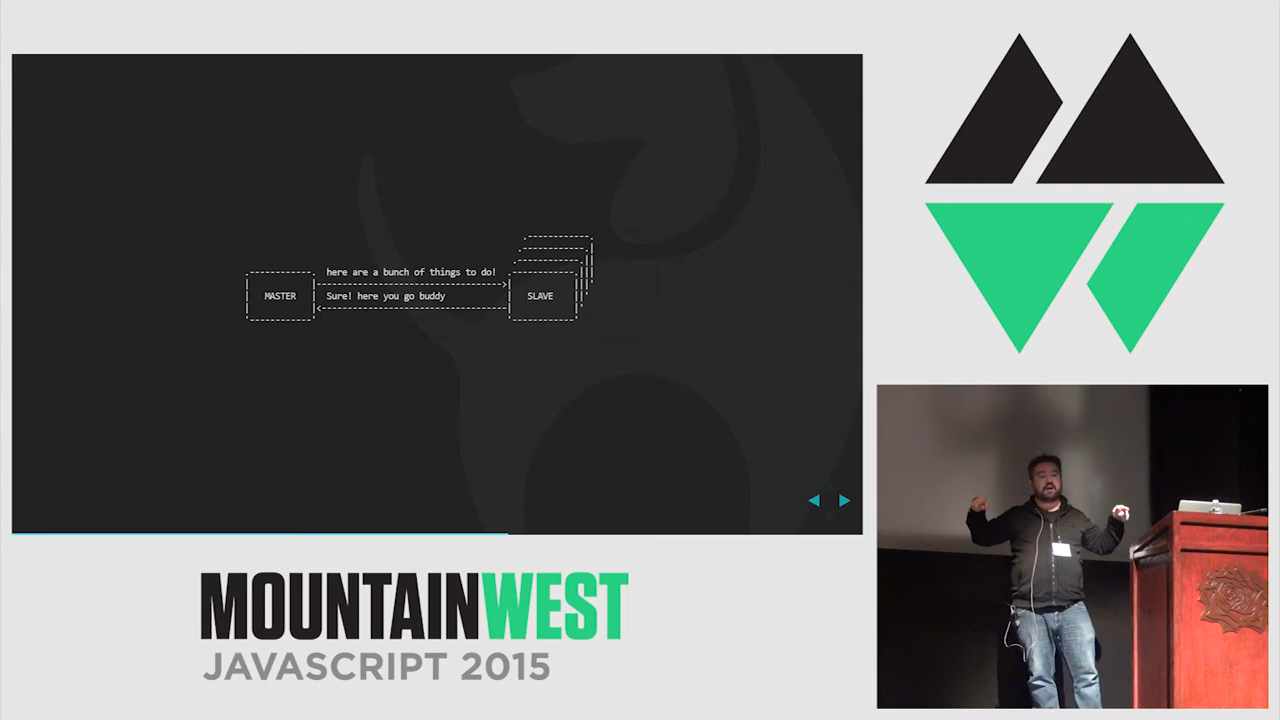 here are a bunch of things to do!
MASTER
Sure! here you go buddy
SLAVE
MOUNTAINWEST
JAVASCRIPT 2015